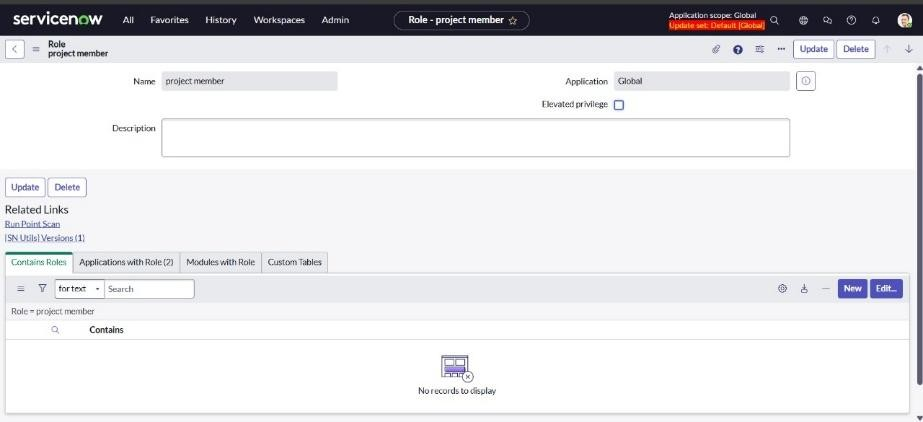 servicenow All Favorites History Workspaces Admin Role - project member Application scope: Global
Update set: Default [Global]
Role
project member
Update Delete
Name project member Application Global
Elevated privilege
Description
Update Delete
Related Links
Run Point Scan
[SN Utils] Versions (1)
Contains Roles Applications with Role (2) Modules with Role Custom Tables
for text Search New Edit...
Role = project member
Contains
No records to display